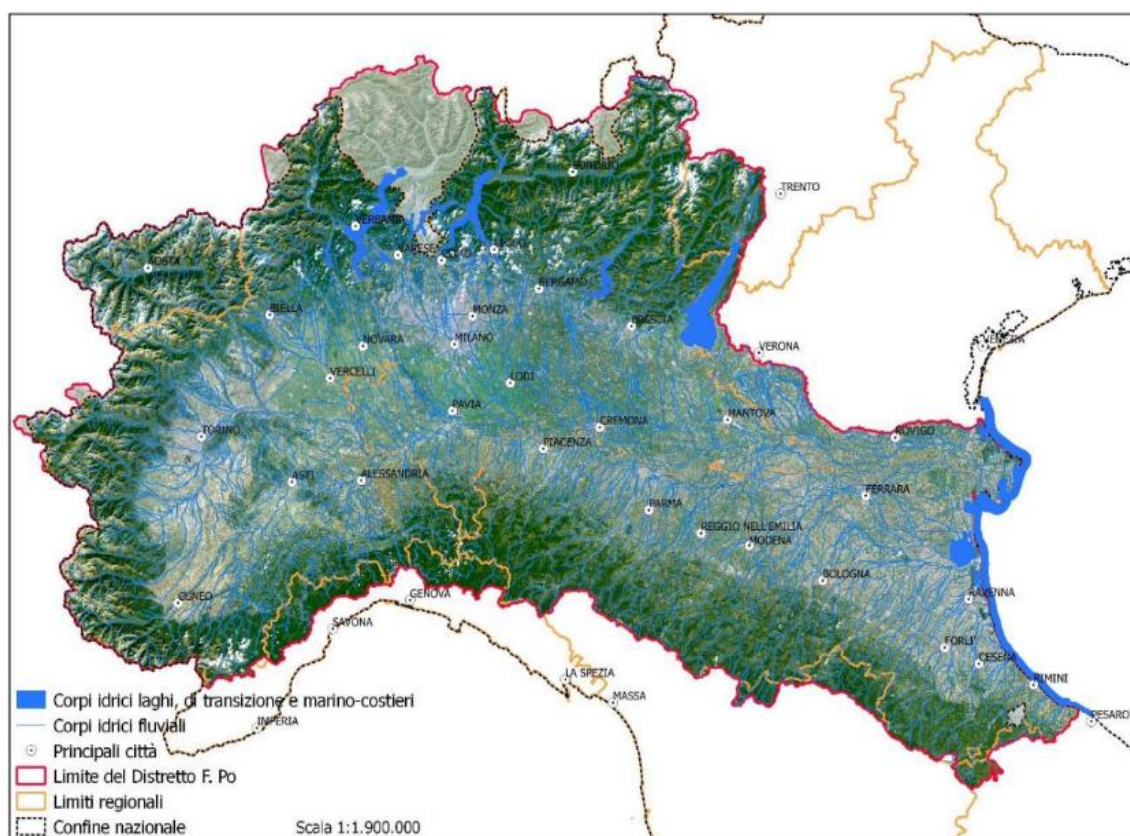 SONDRIO
TRENTO
VERBANIA
VARESE
COMO
AOSTA
BERGAMO
BIELLA
MONZA
BRESCIA
NOVARA
MILANO
VERONA
VENEZIA
VERCELLI
LODI
PAVIA
MANTOVA
CREMONA
TORINO
ROVIGO
PIACENZA
ASTI
ALESSANDRIA
FERRARA
PARMA
REGGIO NELL'EMILIA
MODENA
BOLOGNA
CUNEO
GENOVA
RAVENNA
SAVONA
FORLI'
CESENA
LA SPEZIA
RIMINI
MASSA
PESARO
IMPERIA
Corpi idrici laghi, di transizione e marino-costieri
Corpi idrici fluviali
Principali città
Limite del Distretto F. Po
Limiti regionali
Confine nazionale
Scala 1:1.900.000